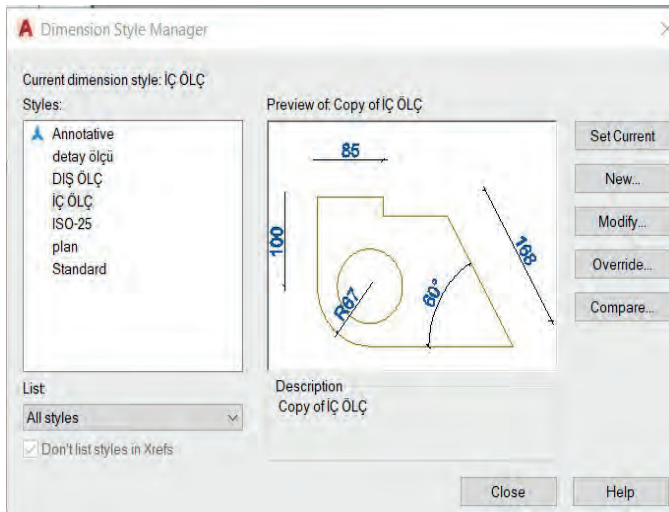 A Dimension Style Manager
Current dimension style: İÇ ÖLÇ
Styles:
Annotative
detay ölçü
DIŞ ÖLÇ
İÇ ÖLÇ
ISO-25
plan
Standard
List:
All styles
Don't list styles in Xrefs
Preview of: Copy of İÇ ÖLÇ
85
100
168
R67
60°
Description
Copy of İÇ ÖLÇ
Set Current
New...
Modify...
Override...
Compare...
Close
Help